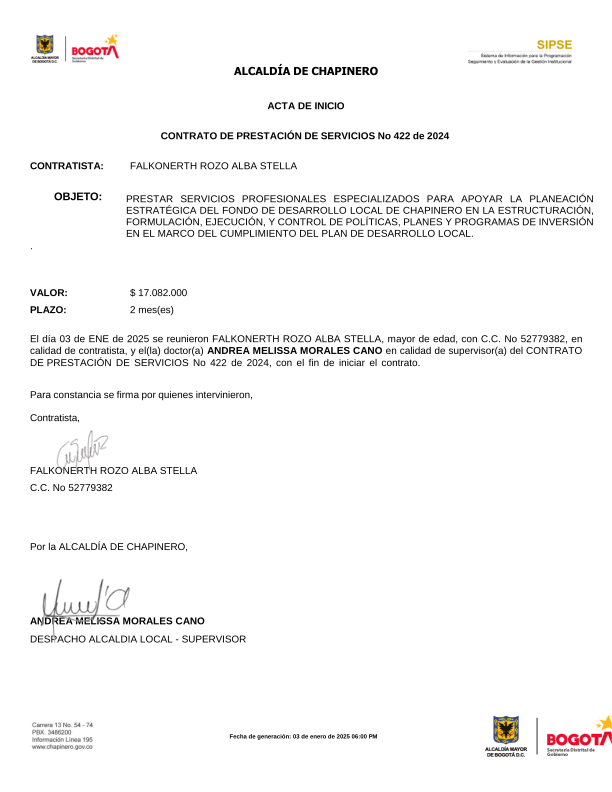 ALCALDÍA MAYOR
DE BOGOTÁ D.C.
BOGOTÁ
Secretaría Distrital de
Gobierno
SIPSE
Sistema de Información para la Programación
Seguimiento y Evaluación de la Gestión Institucional
ALCALDÍA DE CHAPINERO
ACTA DE INICIO
CONTRATO DE PRESTACIÓN DE SERVICIOS No 422 de 2024
CONTRATISTA: FALKONERTH ROZO ALBA STELLA
OBJETO: PRESTAR SERVICIOS PROFESIONALES ESPECIALIZADOS PARA APOYAR LA PLANEACIÓN
ESTRATÉGICA DEL FONDO DE DESARROLLO LOCAL DE CHAPINERO EN LA ESTRUCTURACIÓN,
FORMULACIÓN, EJECUCIÓN, Y CONTROL DE POLÍTICAS, PLANES Y PROGRAMAS DE INVERSIÓN
EN EL MARCO DEL CUMPLIMIENTO DEL PLAN DE DESARROLLO LOCAL.
.
VALOR: $ 17.082.000
PLAZO: 2 mes(es)
El día 03 de ENE de 2025 se reunieron FALKONERTH ROZO ALBA STELLA, mayor de edad, con C.C. No 52779382, en
calidad de contratista, y el(la) doctor(a) ANDREA MELISSA MORALES CANO en calidad de supervisor(a) del CONTRATO
DE PRESTACIÓN DE SERVICIOS No 422 de 2024, con el fin de iniciar el contrato.
Para constancia se firma por quienes intervinieron,
Contratista,
FALKONERTH ROZO ALBA STELLA
C.C. No 52779382
Por la ALCALDÍA DE CHAPINERO,
ANDREA MELISSA MORALES CANO
DESPACHO ALCALDIA LOCAL - SUPERVISOR
Carrera 13 No. 54 - 74
PBX. 3486200
Información Línea 195
www.chapinero.gov.co
Fecha de generación: 03 de enero de 2025 06:00 PM
ALCALDÍA MAYOR
DE BOGOTÁ D.C.
BOGOTÁ
Secretaría Distrital de
Gobierno